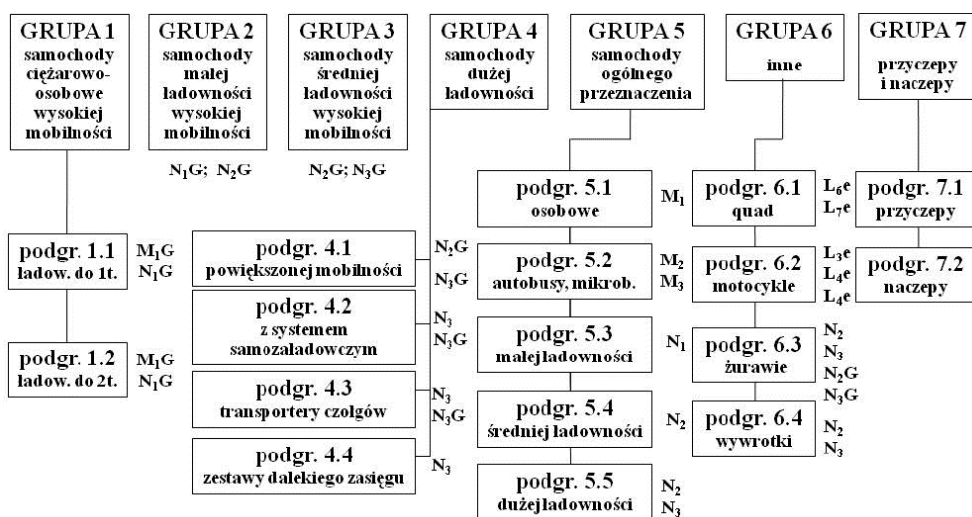 GRUPA 1
samochody
ciężarowo-
osobowe
wysokiej
mobilności
GRUPA 2
samochody
małej
ładowności
wysokiej
mobilności
N₁G; N₂G
GRUPA 3
samochody
średniej
ładowności
wysokiej
mobilności
N₂G; N₃G
GRUPA 4
samochody
dużej
ładowności
GRUPA 5
samochody
ogólnego
przeznaczenia
GRUPA 6
inne
GRUPA 7
przyczepy
i naczepy
podgr. 1.1
ładow. do 1t.
M₁G
N₁G
podgr. 1.2
ładow. do 2t.
M₁G
N₁G
podgr. 4.1
powiększonej mobilności
N₂G
N₃G
podgr. 4.2
z systemem
samozaładowczym
N₃
N₃G
podgr. 4.3
transportery czołgów
N₃
N₃G
podgr. 4.4
zestawy dalekiego zasięgu
N₃
podgr. 5.1
osobowe
M₁
podgr. 5.2
autobusy, mikrob.
M₂
M₃
podgr. 5.3
małej ładowności
N₁
podgr. 5.4
średniej ładowności
N₂
podgr. 5.5
dużej ładowności
N₂
N₃
podgr. 6.1
quad
L₆e
L₇e
podgr. 6.2
motocykle
L₃e
L₄e
L₄e
podgr. 6.3
żurawie
N₂
N₃
N₂G
N₃G
podgr. 6.4
wywrotki
N₂
N₃
podgr. 7.1
przyczepy
podgr. 7.2
naczepy